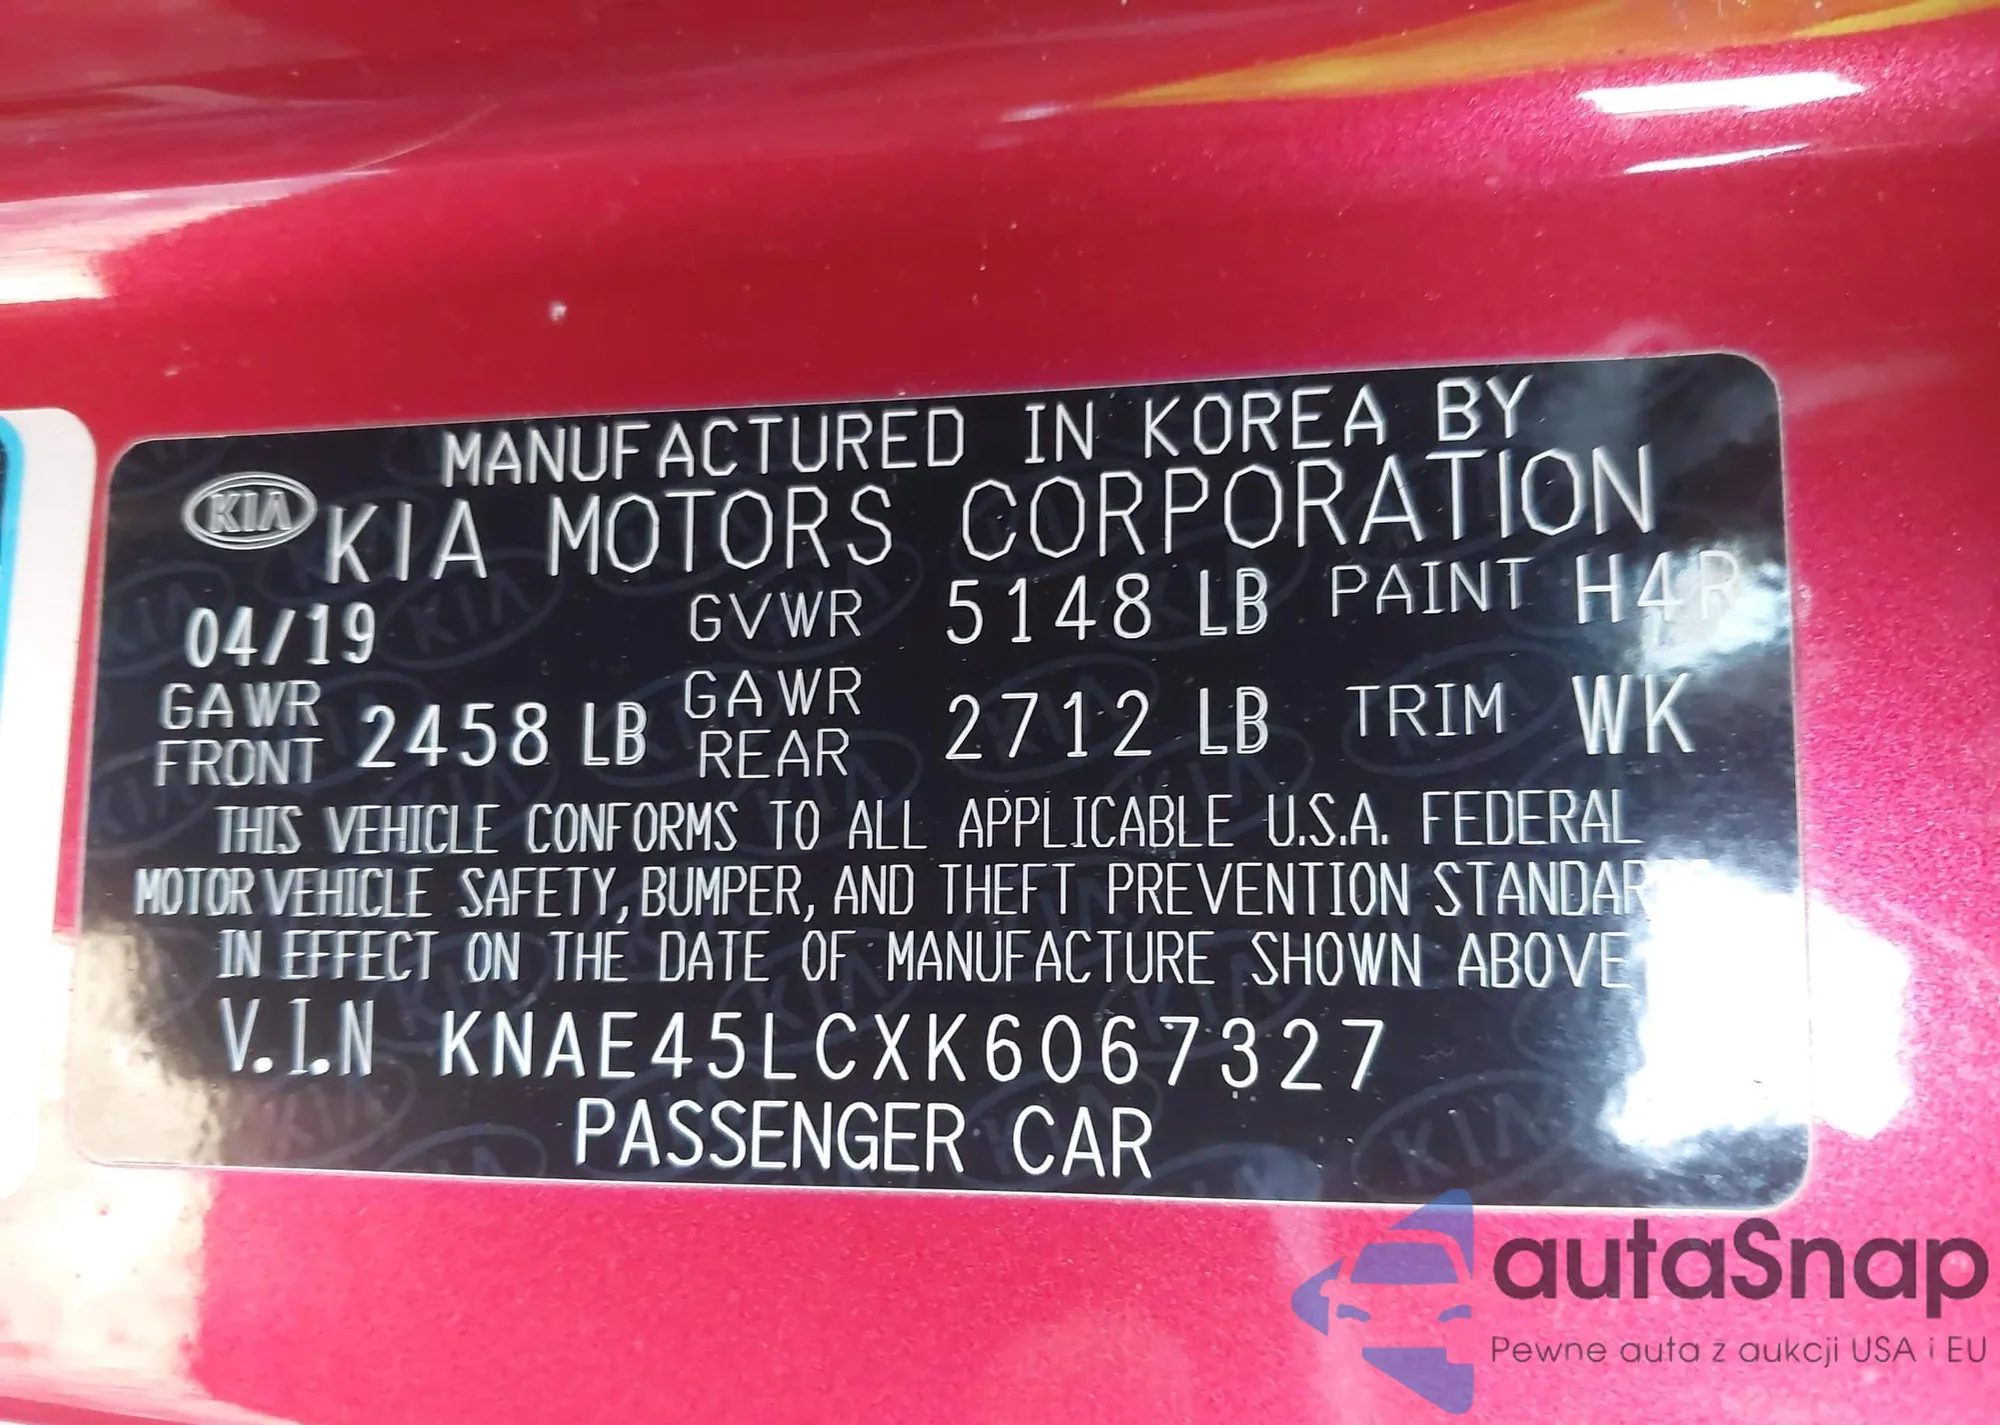 MANUFACTURED IN KOREA BY
KIA KIA MOTORS CORPORATION
04/19 GVWR 5148 LB PAINT H4R
GAWR FRONT 2458 LB GAWR REAR 2712 LB TRIM WK
THIS VEHICLE CONFORMS TO ALL APPLICABLE U.S.A. FEDERAL
MOTOR VEHICLE SAFETY, BUMPER, AND THEFT PREVENTION
IN EFFECT ON THE DATE OF MANUFACTURE SHOWN ABOVE
V.I.N KNAE45LCXK6067327
PASSENGER CAR
autaSnap
Pewne auta z aukcji USA i EU